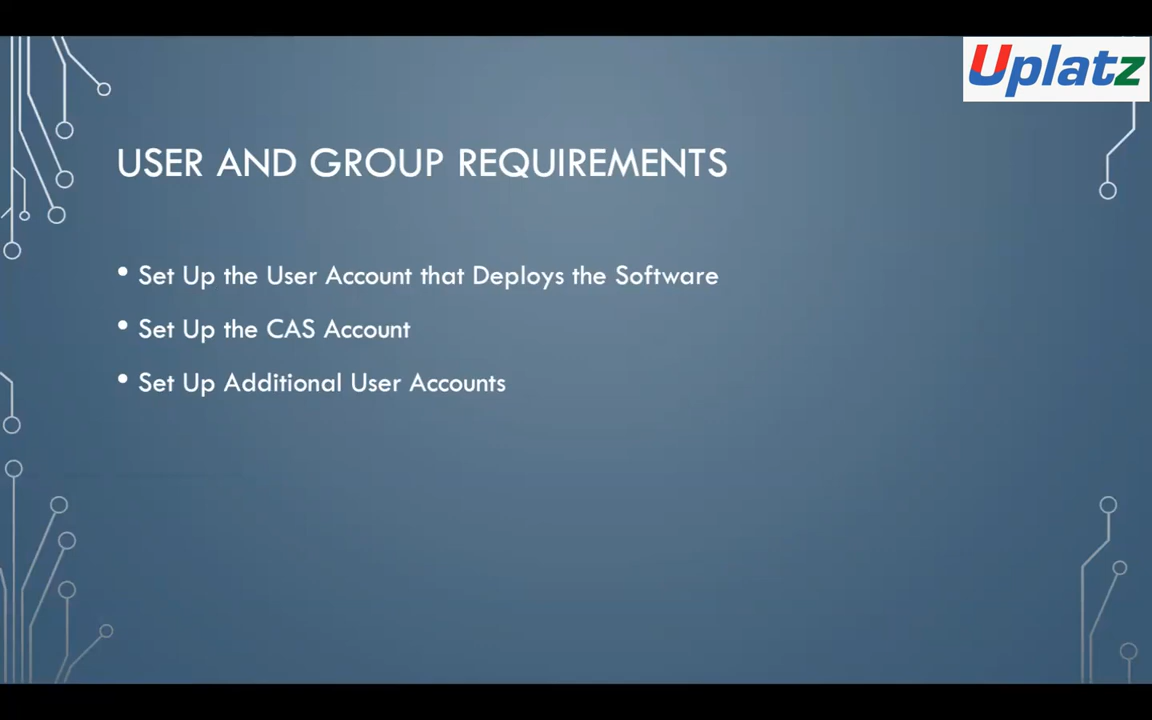 Uplatz
USER AND GROUP REQUIREMENTS
• Set Up the User Account that Deploys the Software
• Set Up the CAS Account
• Set Up Additional User Accounts